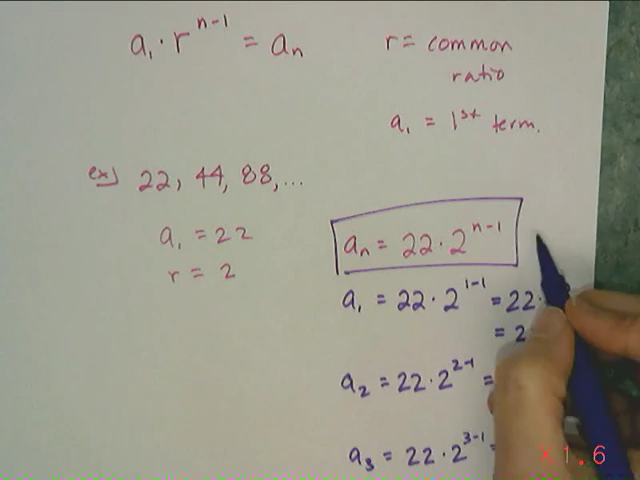 a₁ · r^(n-1) = aₙ
r = common
ratio
a₁ = 1st term.
ex) 22, 44, 88, ...
a₁ = 22
r = 2
aₙ = 22 · 2^(n-1)
a₁ = 22 · 2^(1-1) = 22 ·
= 2
a₂ = 22 · 2^(2-1) =
a₃ = 22 · 2^(3-1) =
×1.6